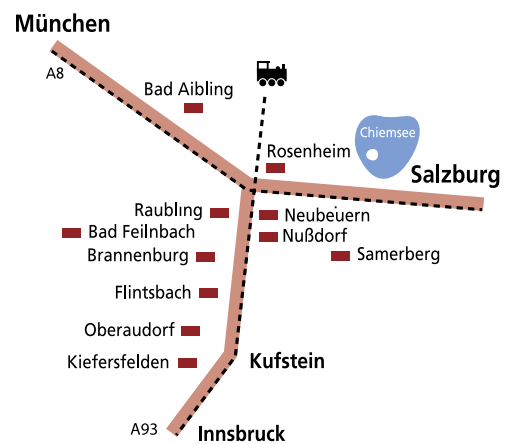 München
A8
Bad Aibling
Chiemsee
Rosenheim
Salzburg
Raubling
Neubeuern
Bad Feilnbach
Nußdorf
Brannenburg
Samerberg
Flintsbach
Oberaudorf
Kiefersfelden
Kufstein
A93
Innsbruck